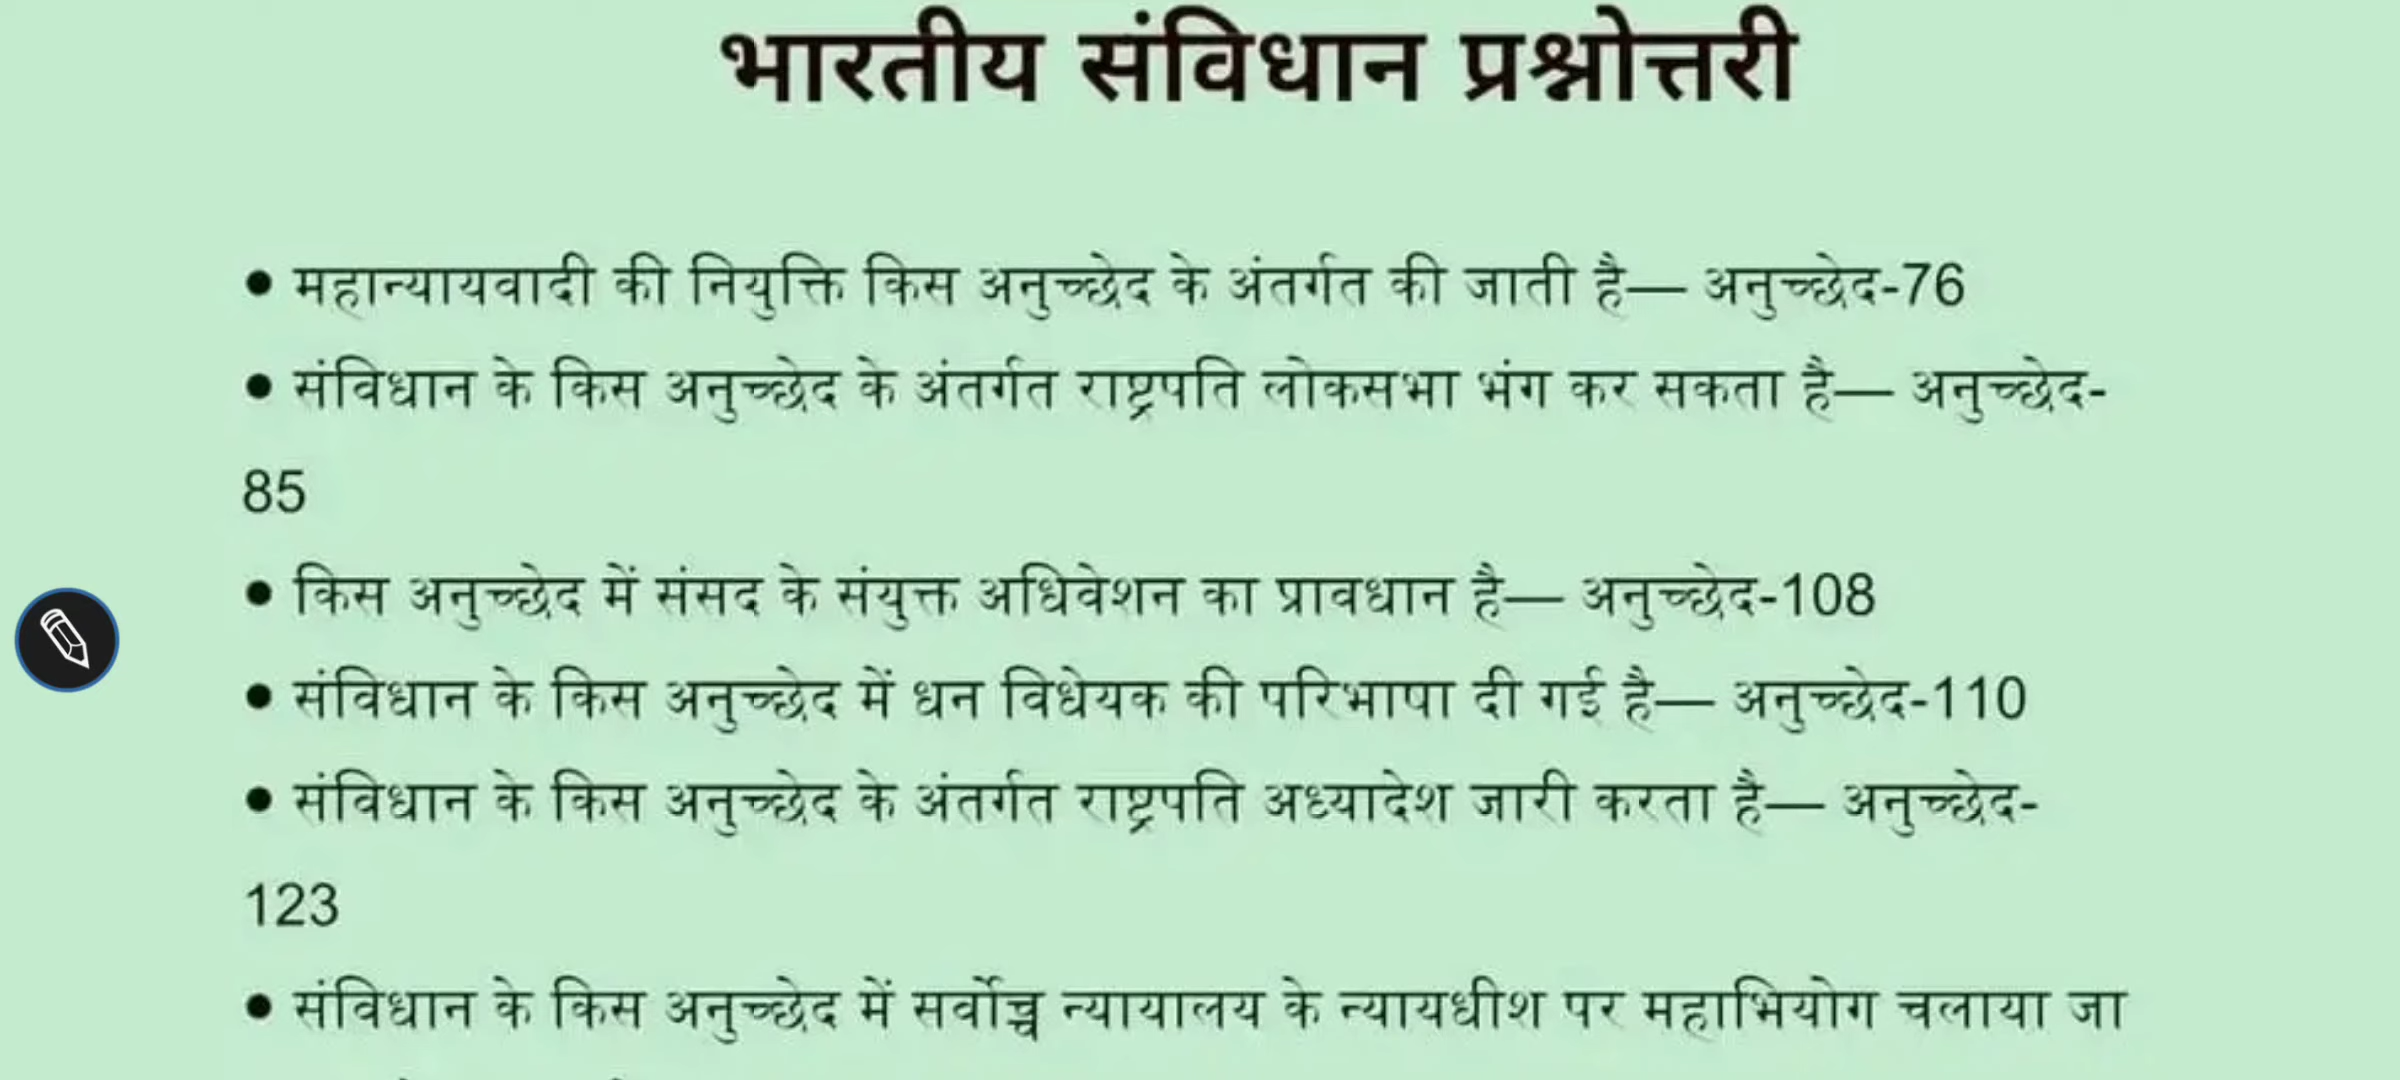 भारतीय संविधान प्रश्नोत्तरी
● महान्यायवादी की नियुक्ति किस अनुच्छेद के अंतर्गत की जाती है— अनुच्छेद-76
● संविधान के किस अनुच्छेद के अंतर्गत राष्ट्रपति लोकसभा भंग कर सकता है— अनुच्छेद-
85
● किस अनुच्छेद में संसद के संयुक्त अधिवेशन का प्रावधान है— अनुच्छेद-108
● संविधान के किस अनुच्छेद में धन विधेयक की परिभाषा दी गई है— अनुच्छेद-110
● संविधान के किस अनुच्छेद के अंतर्गत राष्ट्रपति अध्यादेश जारी करता है— अनुच्छेद-
123
● संविधान के किस अनुच्छेद में सर्वोच्च न्यायालय के न्यायधीश पर महाभियोग चलाया जा